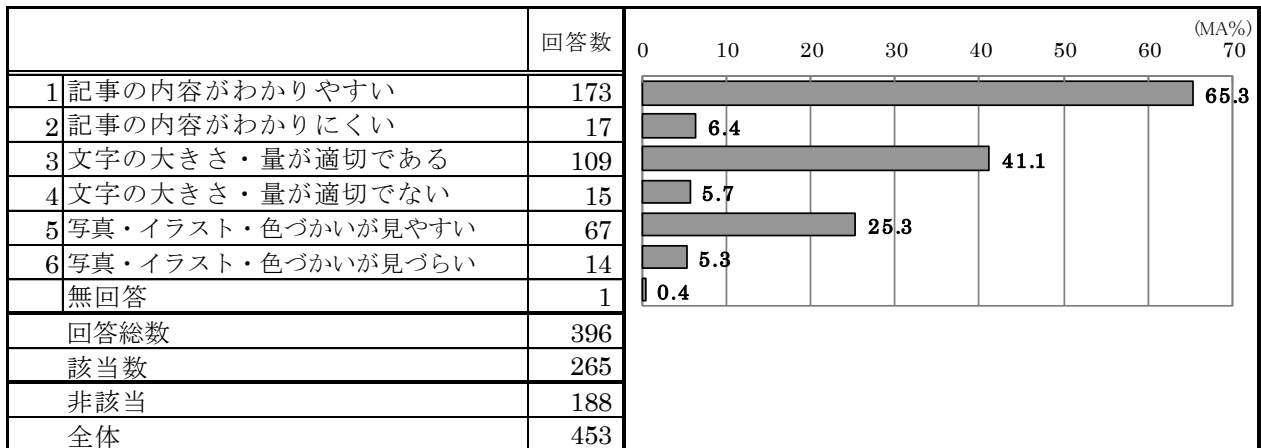 回答数
(MA%)
0 10 20 30 40 50 60 70
1 記事の内容がわかりやすい 173 65.3
2 記事の内容がわかりにくい 17 6.4
3 文字の大きさ・量が適切である 109 41.1
4 文字の大きさ・量が適切でない 15 5.7
5 写真・イラスト・色づかいが見やすい 67 25.3
6 写真・イラスト・色づかいが見づらい 14 5.3
無回答 1 0.4
回答総数 396
該当数 265
非該当 188
全体 453